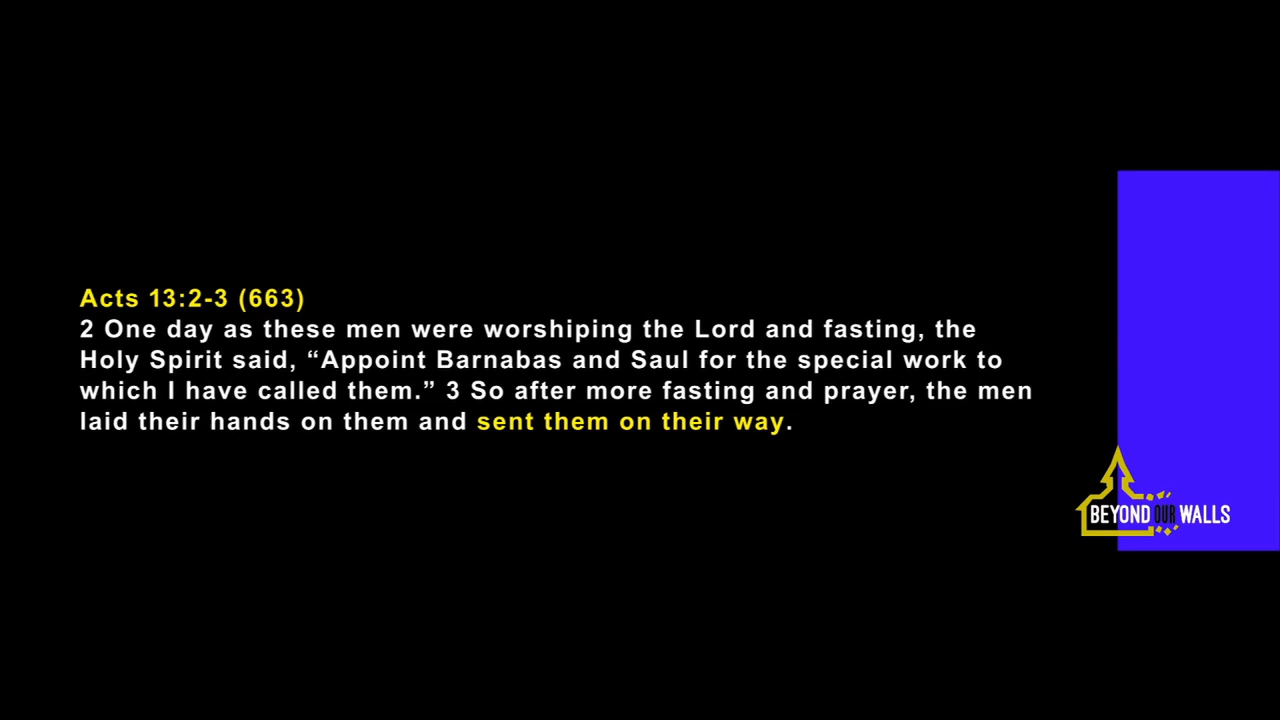 Acts 13:2-3 (663)
2 One day as these men were worshiping the Lord and fasting, the
Holy Spirit said, “Appoint Barnabas and Saul for the special work to
which I have called them.” 3 So after more fasting and prayer, the men
laid their hands on them and sent them on their way.
BEYOND OUR WALLS